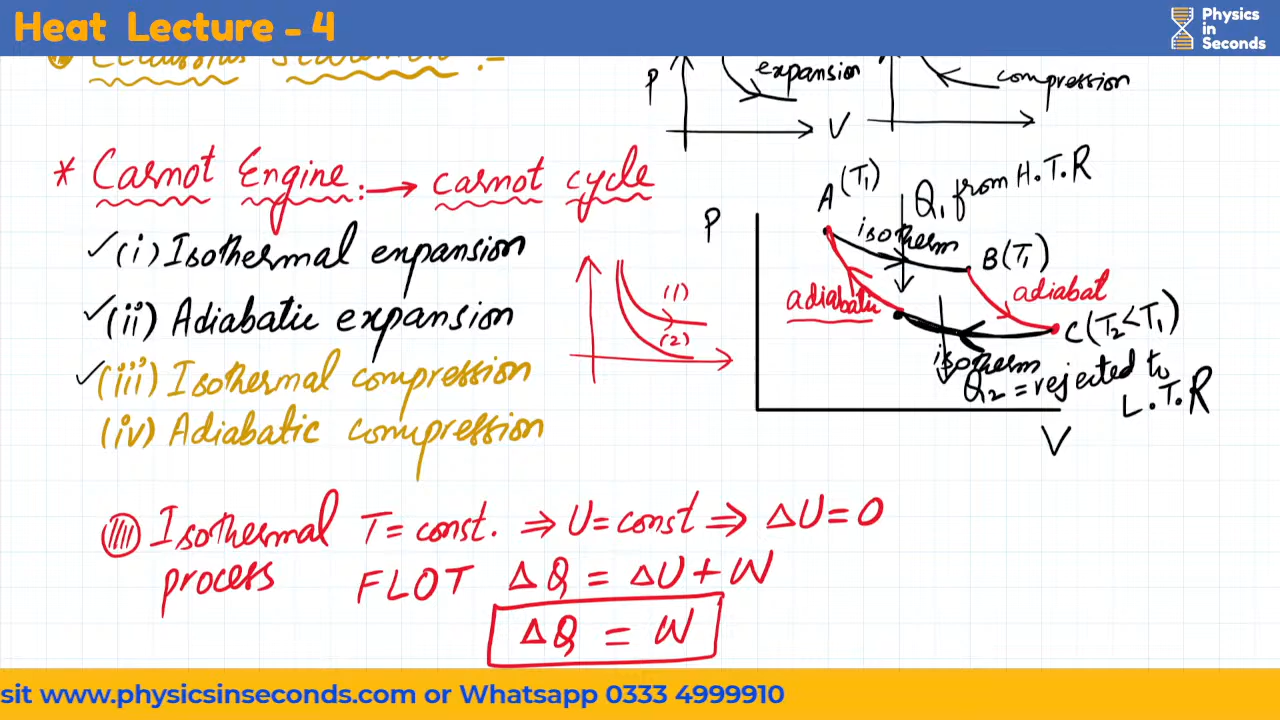 Heat Lecture - 4
Physics
in
Seconds
P
expansion
V
compression
* Carnot Engine :→ carnot cycle
✓(i) Isothermal expansion
✓(ii) Adiabatic expansion
✓(iii) Isothermal compression
(iv) Adiabatic compression
(1)
(2)
P
A(T₁)
Q₁ from H.T.R
isotherm
B(T₁)
adiabatic
adiabat
C(T₂<T₁)
isotherm
Q₂ = rejected to
L.T.R
V
Isothermal T = const. ⇒ U = const ⇒ ΔU = 0
process FLOT ΔQ = ΔU + W
ΔQ = W
sit www.physicsinseconds.com or Whatsapp 0333 4999910